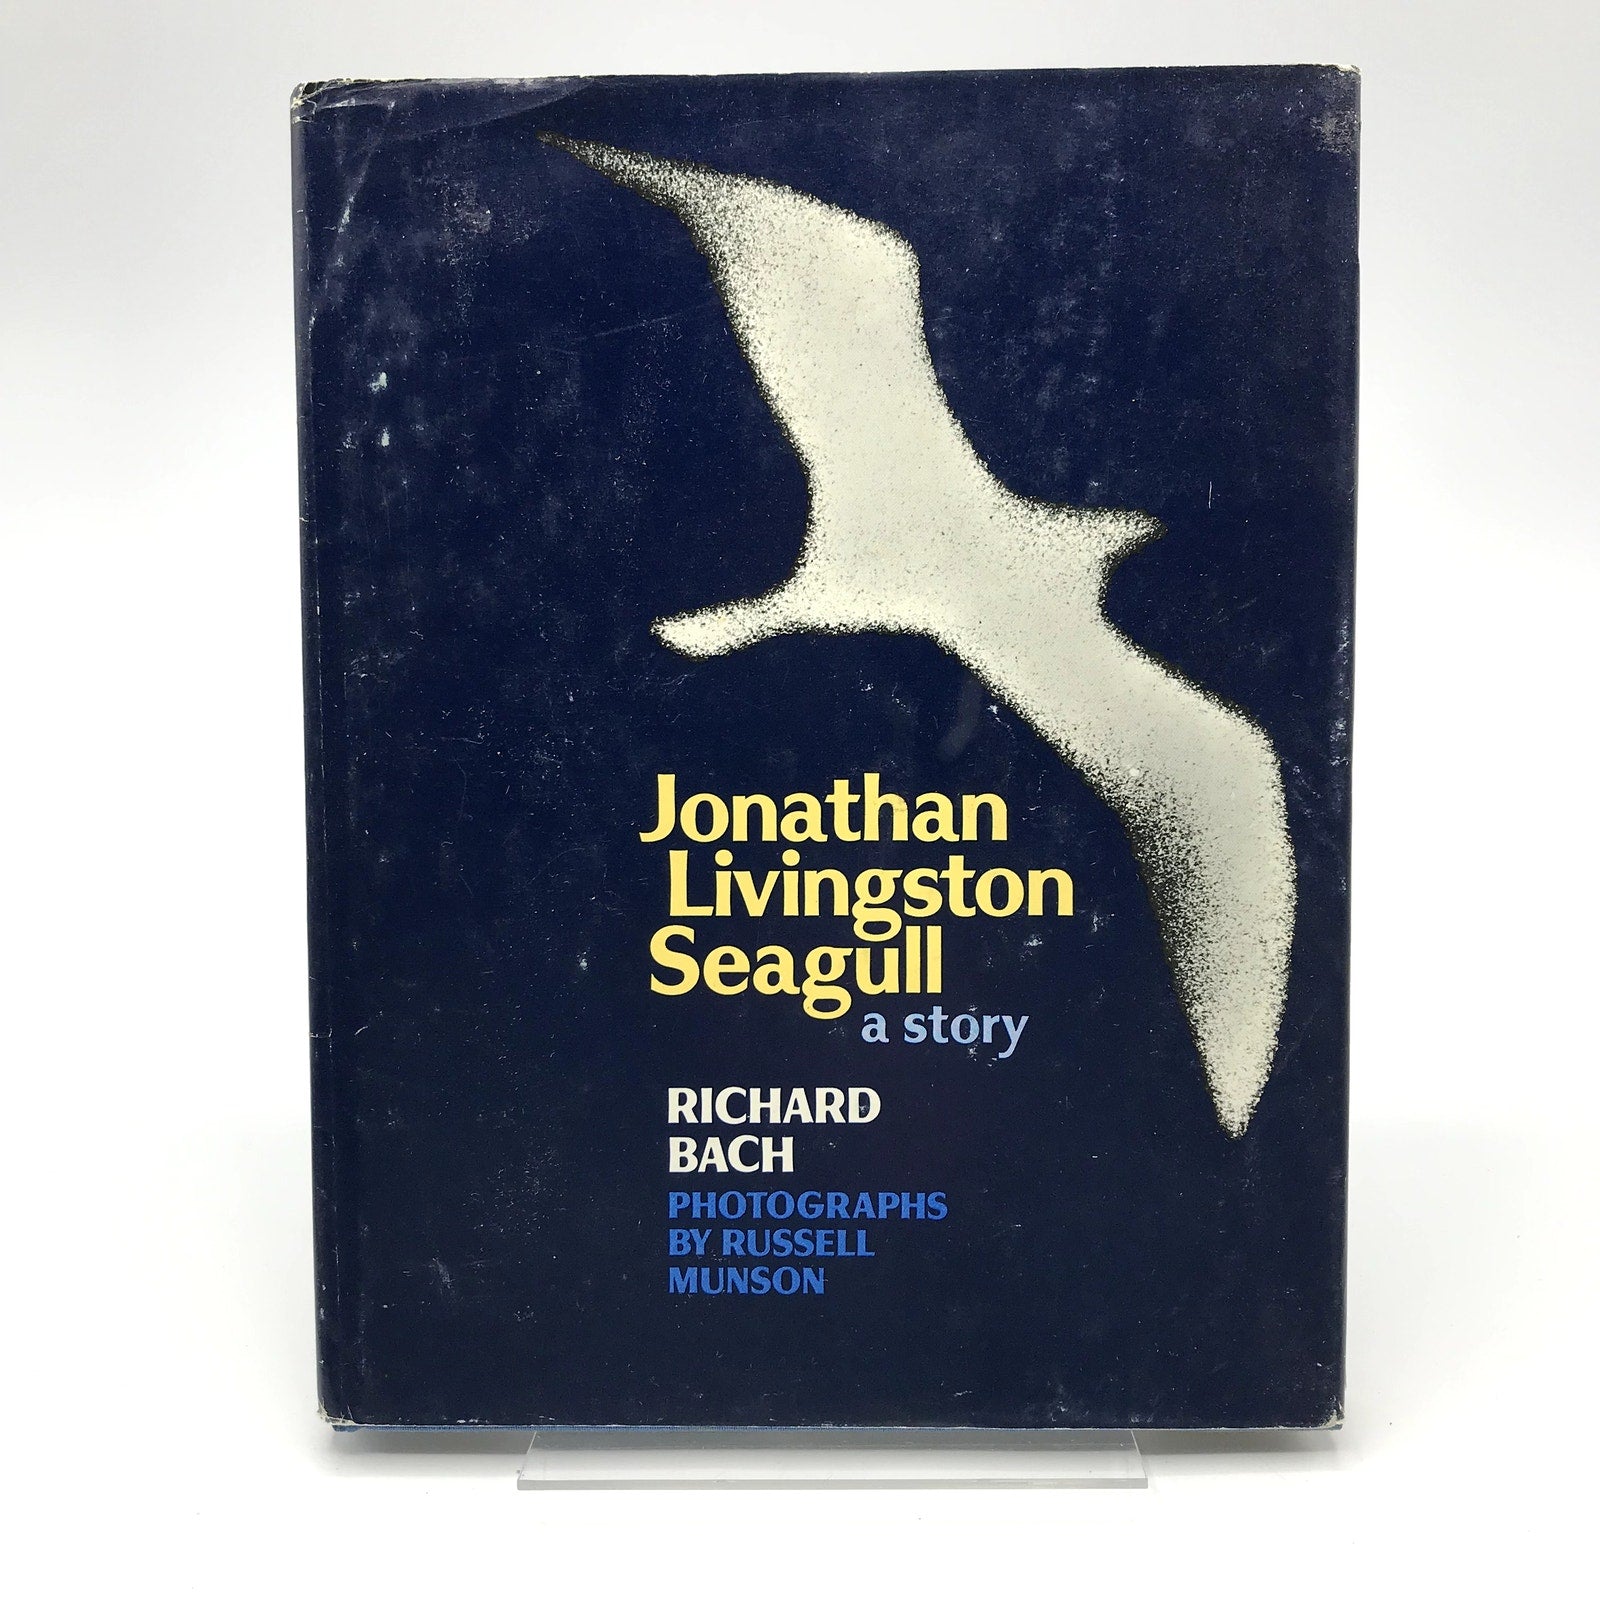 Jonathan
Livingston
Seagull
a story
RICHARD
BACH
PHOTOGRAPHS
BY RUSSELL
MUNSON